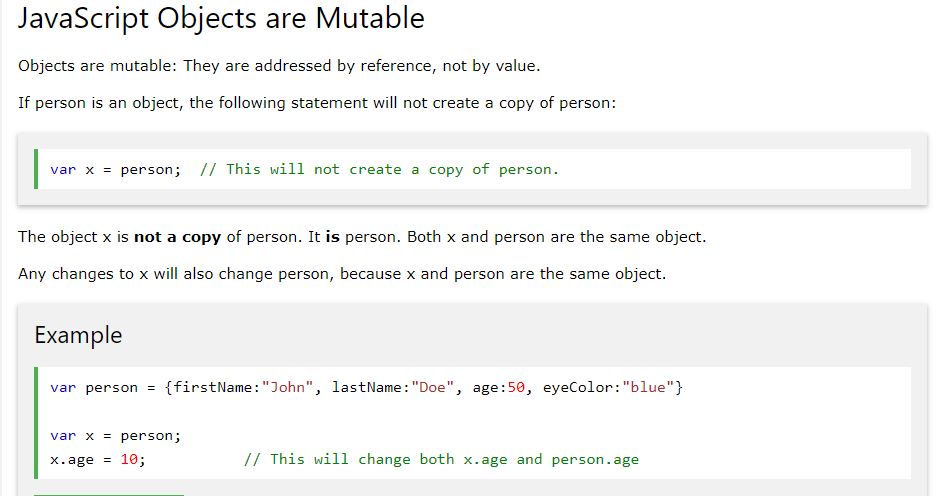 JavaScript Objects are Mutable
Objects are mutable: They are addressed by reference, not by value.
If person is an object, the following statement will not create a copy of person:
var x = person;  // This will not create a copy of person.
The object x is not a copy of person. It is person. Both x and person are the same object.
Any changes to x will also change person, because x and person are the same object.
Example
var person = {firstName:"John", lastName:"Doe", age:50, eyeColor:"blue"}
var x = person;
x.age = 10;           // This will change both x.age and person.age